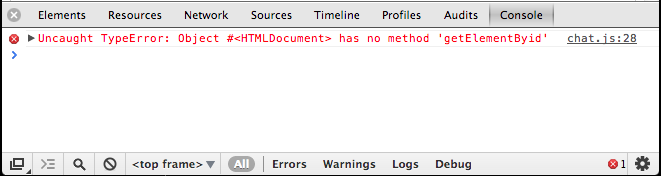 Elements Resources Network Sources Timeline Profiles Audits Console
Uncaught TypeError: Object #<HTMLDocument> has no method 'getElementByid' chat.js:28
<top frame> All Errors Warnings Logs Debug 1